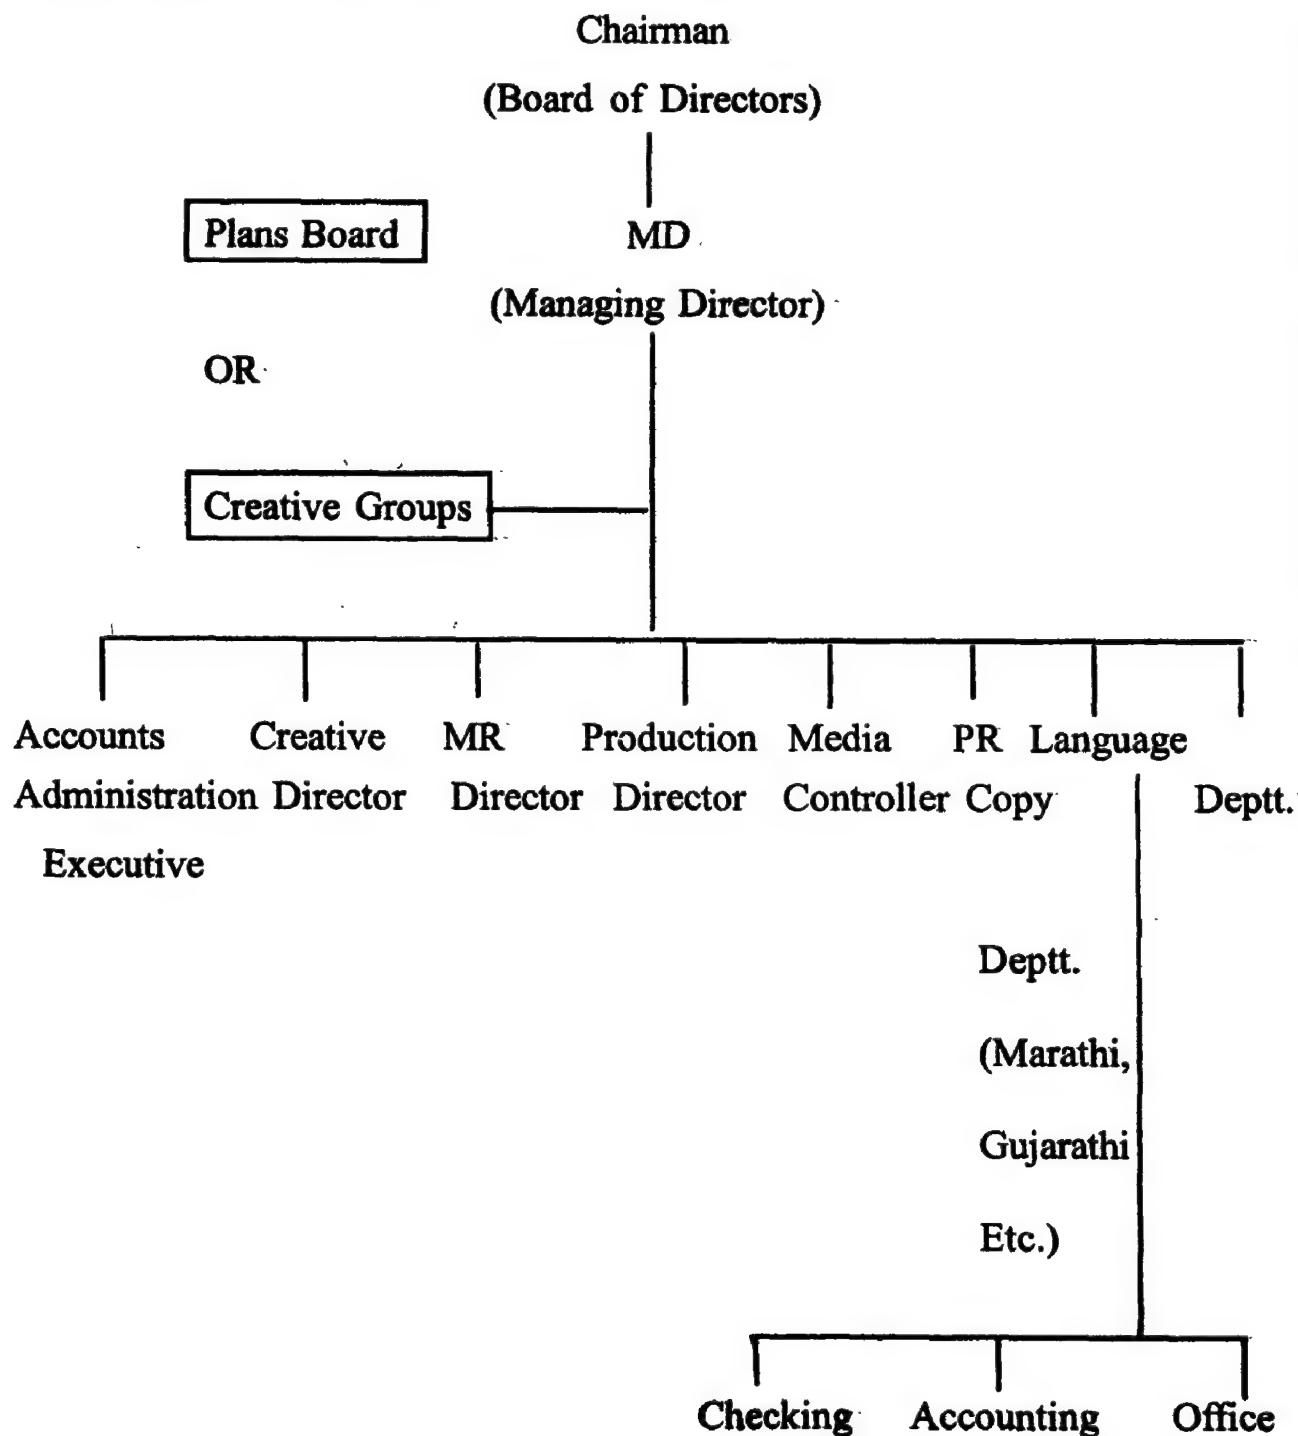 Chairman
(Board of Directors)
Plans Board MD
(Managing Director)
OR
Creative Groups
Accounts Creative MR Production Media PR Language
Administration Director Director Director Controller Copy Deptt.
Executive
Deptt.
(Marathi,
Gujarathi
Etc.)
Checking Accounting Office